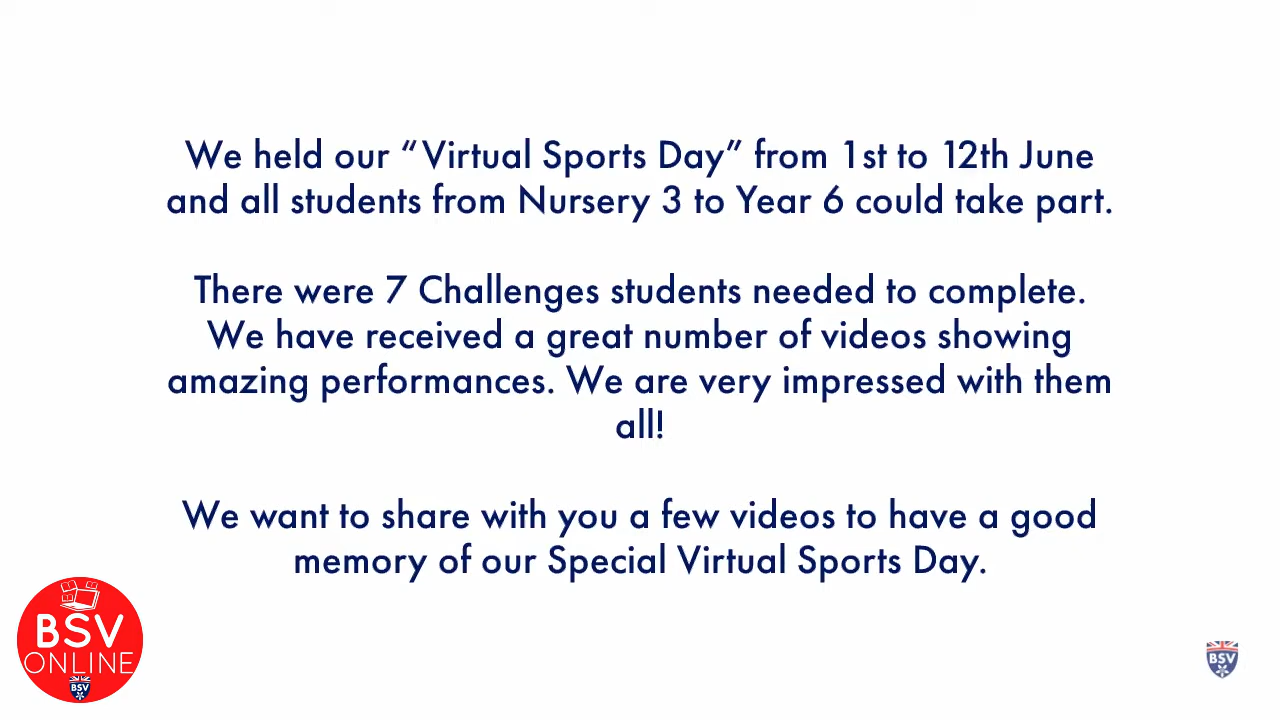 We held our “Virtual Sports Day” from 1st to 12th June
and all students from Nursery 3 to Year 6 could take part.
There were 7 Challenges students needed to complete.
We have received a great number of videos showing
amazing performances. We are very impressed with them
all!
We want to share with you a few videos to have a good
memory of our Special Virtual Sports Day.
BSV
ONLINE
BSV
BSV